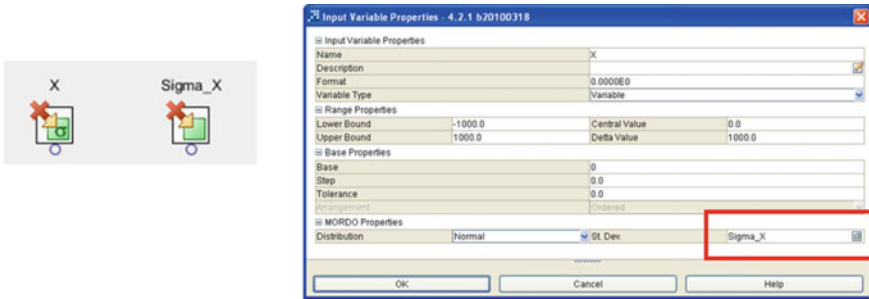 X Sigma_X
Input Variable Properties - 4.2.1 b20100318
Input Variable Properties
Name X
Description
Format 0.0000E0
Variable Type Variable
Range Properties
Lower Bound -1000.0 Central Value 0.0
Upper Bound 1000.0 Delta Value 1000.0
Base Properties
Base 0
Step 0.0
Tolerance 0.0
Arrangement Ordered
MORDO Properties
Distribution Normal St. Dev. Sigma_X
OK Cancel Help